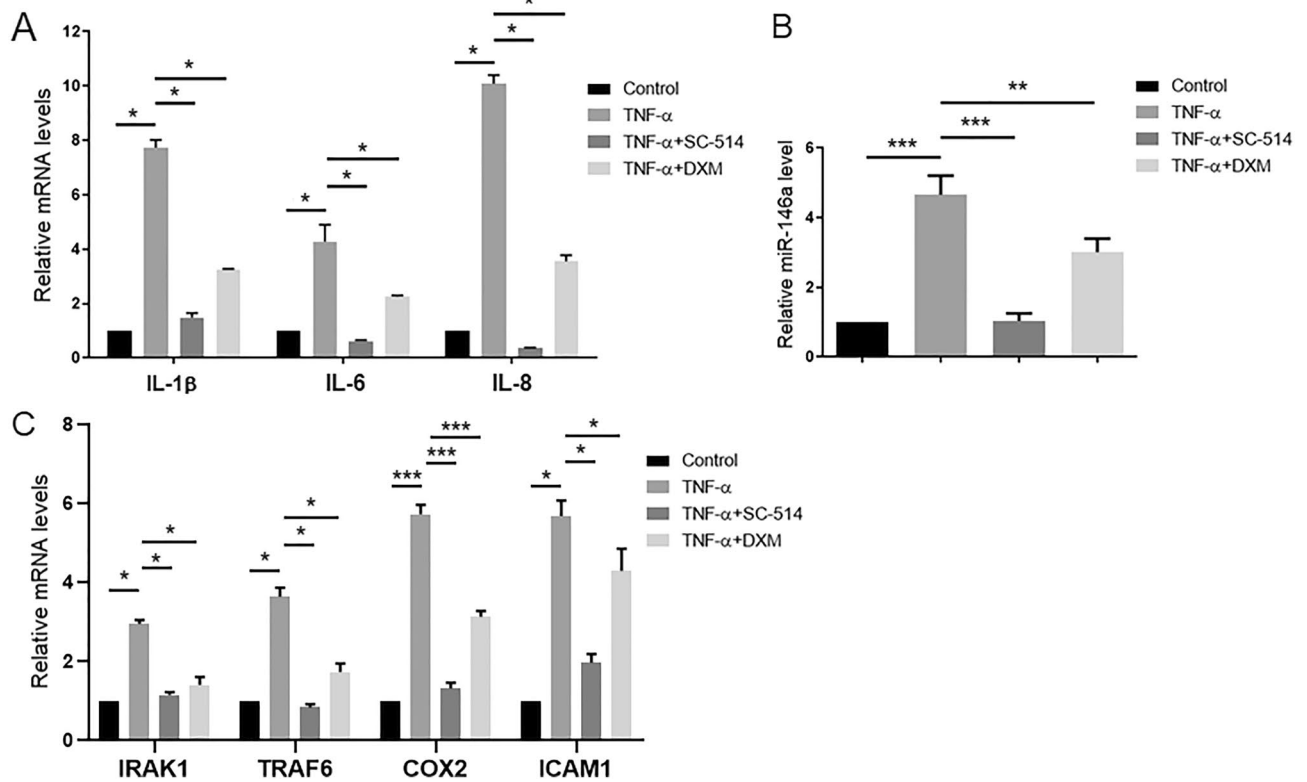 A
Relative mRNA levels
12
10
8
6
4
2
0
* * *
* * *
* * *
IL-1β IL-6 IL-8
Control
TNF-α
TNF-α+SC-514
TNF-α+DXM
B
Relative miR-146a level
6
4
2
0
**
***
***
Control
TNF-α
TNF-α+SC-514
TNF-α+DXM
C
Relative mRNA levels
8
6
4
2
0
* * *
* * *
*** *** ***
* * *
IRAK1 TRAF6 COX2 ICAM1
Control
TNF-α
TNF-α+SC-514
TNF-α+DXM